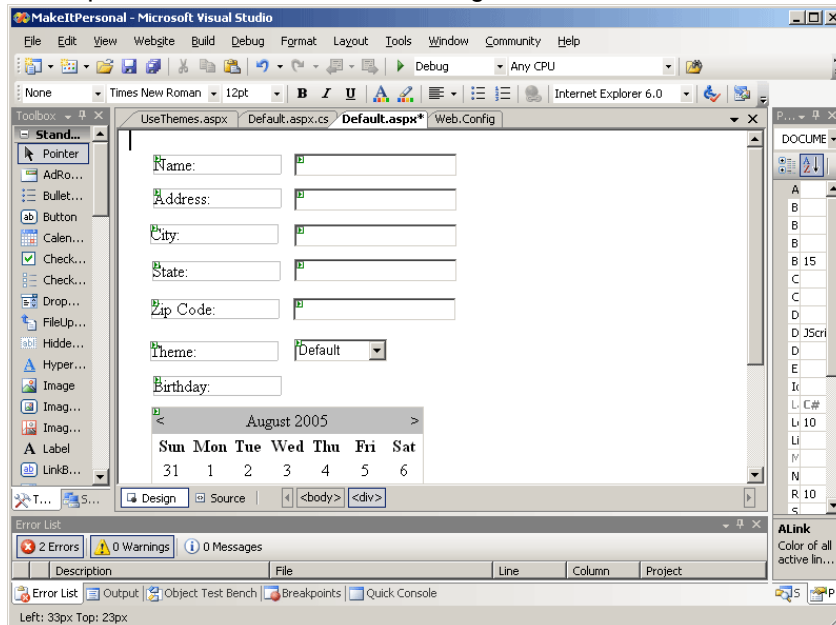 MakeItPersonal - Microsoft Visual Studio
File Edit View Website Build Debug Format Layout Tools Window Community Help
Debug Any CPU
None Times New Roman 12pt B I U Internet Explorer 6.0
Toolbox UseThemes.aspx Default.aspx.cs Default.aspx* Web.Config P...
Stand... DOCUME
Pointer
AdRo... Name:
Bullet... Address:
Button
Calen... City:
Check... State:
Check...
Drop... Zip Code:
FileUp...
Hidde... Theme: Default
Hyper...
Image Birthday:
Imag... < August 2005 >
Imag... Sun Mon Tue Wed Thu Fri Sat
Label
LinkB... 31 1 2 3 4 5 6
A
B
B
B
B 15
C
C
D
D JScri
D
E
C#
10
Li
M
N
R 10
T... S... Design Source <body> <div>
Error List
2 Errors 0 Warnings 0 Messages
Description File Line Column Project
ALink
Color of all
active lin...
Error List Output Object Test Bench Breakpoints Quick Console S P
Left: 33px Top: 23px